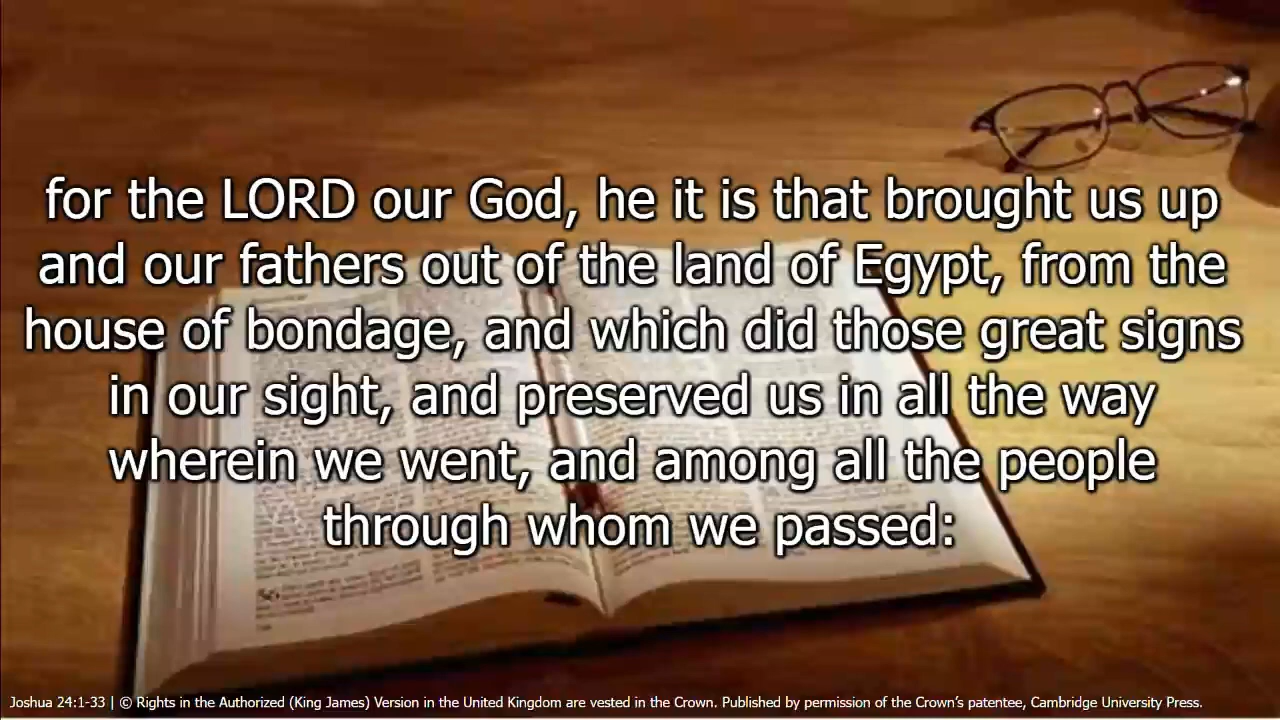 for the LORD our God, he it is that brought us up
and our fathers out of the land of Egypt, from the
house of bondage, and which did those great signs
in our sight, and preserved us in all the way
wherein we went, and among all the people
through whom we passed:
Joshua 24:1-33 | © Rights in the Authorized (King James) Version in the United Kingdom are vested in the Crown. Published by permission of the Crown’s patentee, Cambridge University Press.